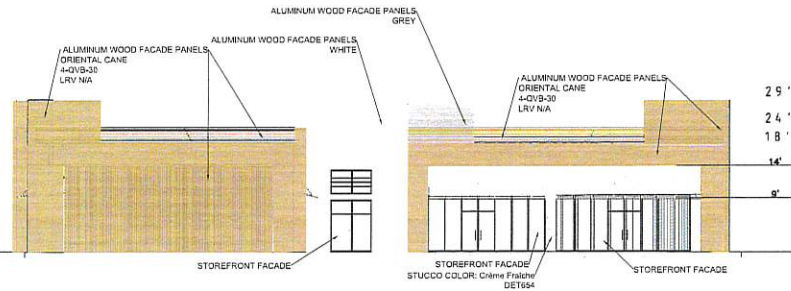 ALUMINUM WOOD FACADE PANELS
GREY
ALUMINUM WOOD FACADE PANELS
ORIENTAL CANE
4-QVB-30
LRV N/A
ALUMINUM WOOD FACADE PANELS
WHITE
ALUMINUM WOOD FACADE PANELS
ORIENTAL CANE
4-QVB-30
LRV N/A
29'
24'
18'
14'
9'
STOREFRONT FACADE
STOREFRONT FACADE
STUCCO COLOR: Crème Fraîche
DET654
STOREFRONT FACADE